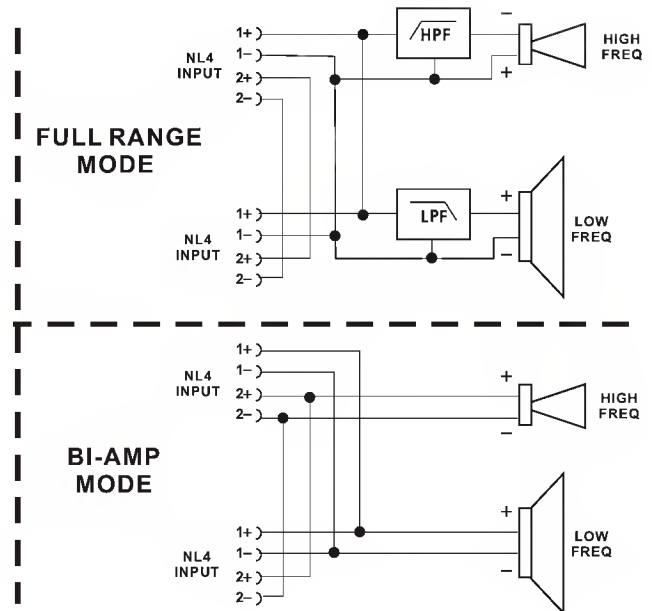 1+
1−
2+
2−
NL4
INPUT
HPF
−
+
HIGH
FREQ
FULL RANGE
MODE
1+
1−
2+
2−
NL4
INPUT
LPF
+
−
LOW
FREQ
1+
1−
2+
2−
NL4
INPUT
+
−
HIGH
FREQ
BI-AMP
MODE
1+
1−
2+
2−
NL4
INPUT
+
−
LOW
FREQ